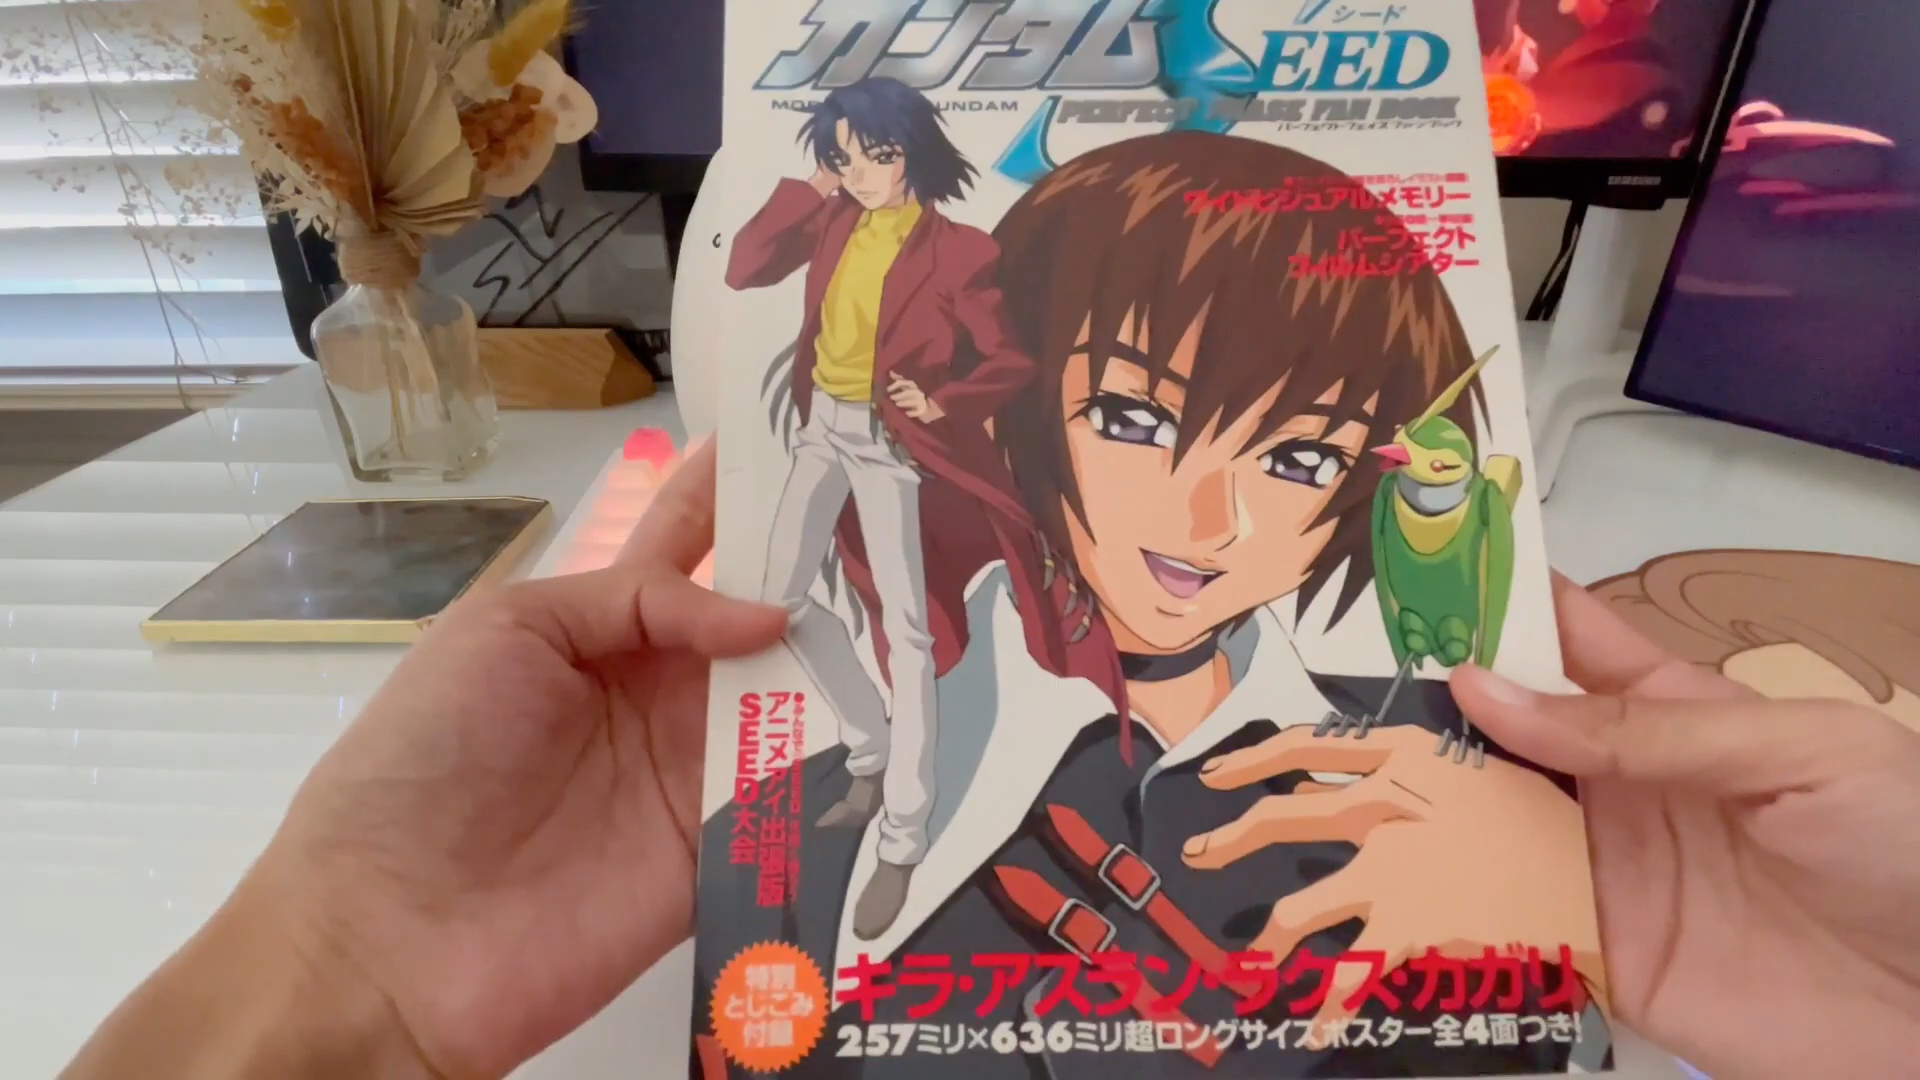 ガンダム SEED
シード
PERFECT PHASE FAN BOOK
パーフェクトフェイズファンブック
ワイドビジュアルメモリー
パーフェクト
フィルムシアター
アニメアイ出張版
SEED大会
特別
とじこみ
付録
キラ・アスラン・ラクス・カガリ
257ミリ×636ミリ超ロングサイズポスター全4面つき!
SAMSUNG